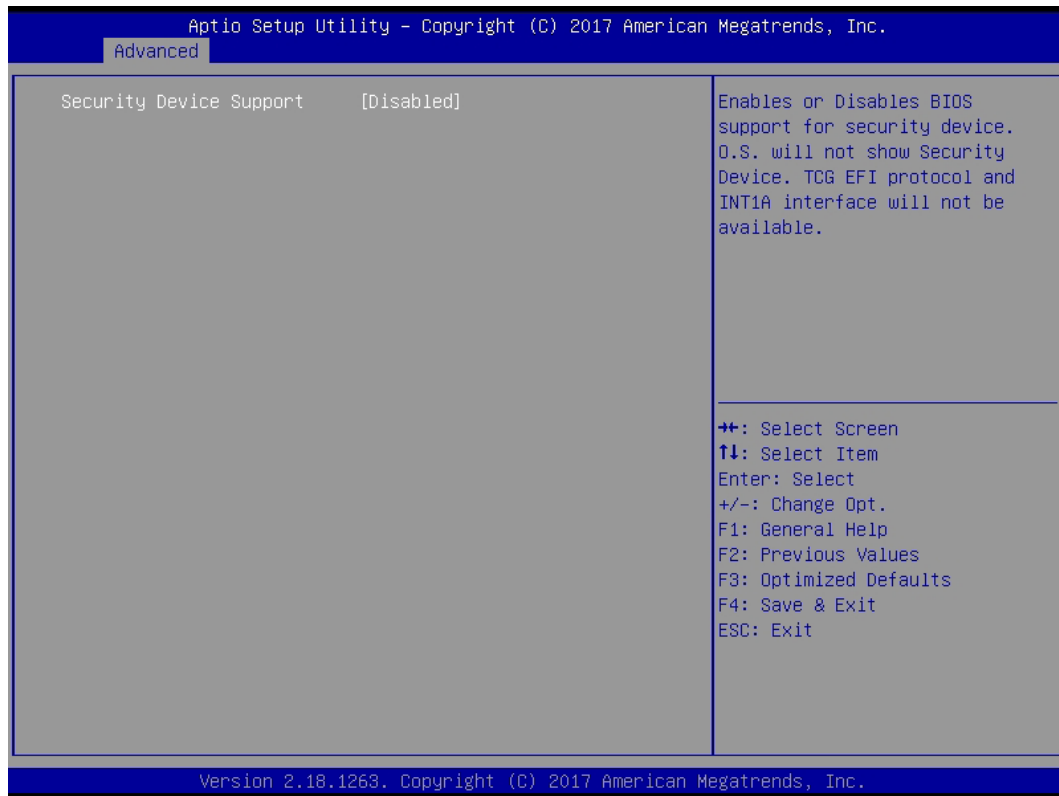 Aptio Setup Utility – Copyright (C) 2017 American Megatrends, Inc.
Advanced
Security Device Support [Disabled]
Enables or Disables BIOS
support for security device.
O.S. will not show Security
Device. TCG EFI protocol and
INT1A interface will not be
available.
→←: Select Screen
↑↓: Select Item
Enter: Select
+/-: Change Opt.
F1: General Help
F2: Previous Values
F3: Optimized Defaults
F4: Save & Exit
ESC: Exit
Version 2.18.1263. Copyright (C) 2017 American Megatrends, Inc.